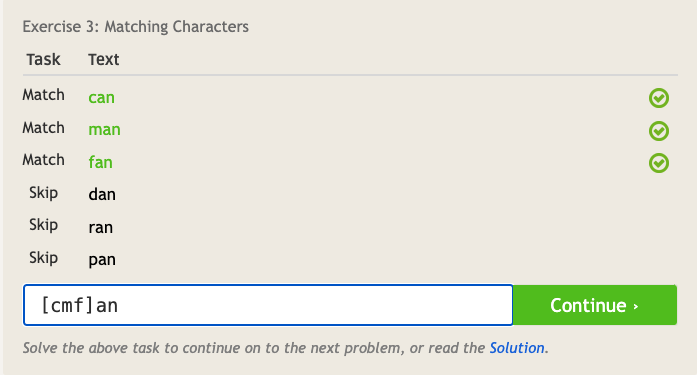 Exercise 3: Matching Characters
Task Text
Match can
Match man
Match fan
Skip dan
Skip ran
Skip pan
[cmf]an Continue ›
Solve the above task to continue on to the next problem, or read the Solution.